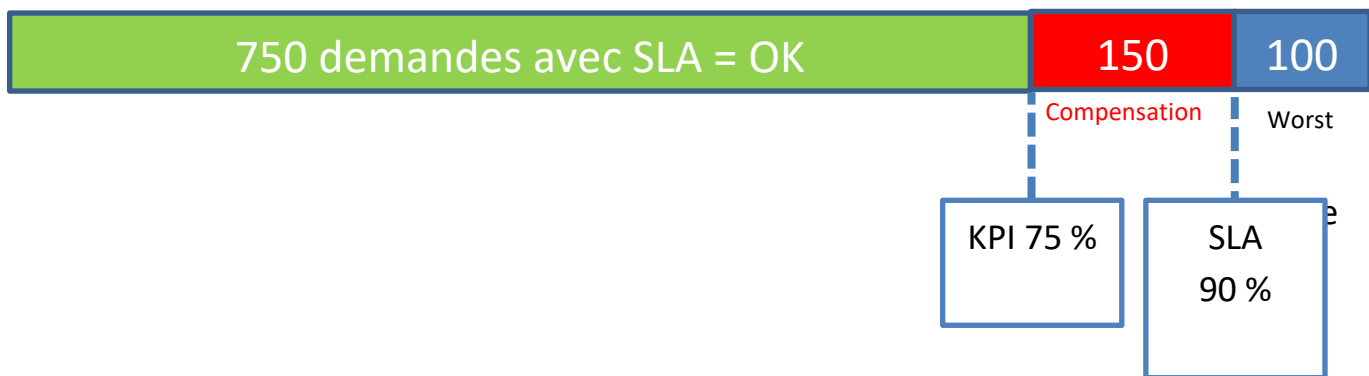 750 demandes avec SLA = OK
150
100
Compensation
Worst
e
KPI 75 %
SLA
90 %